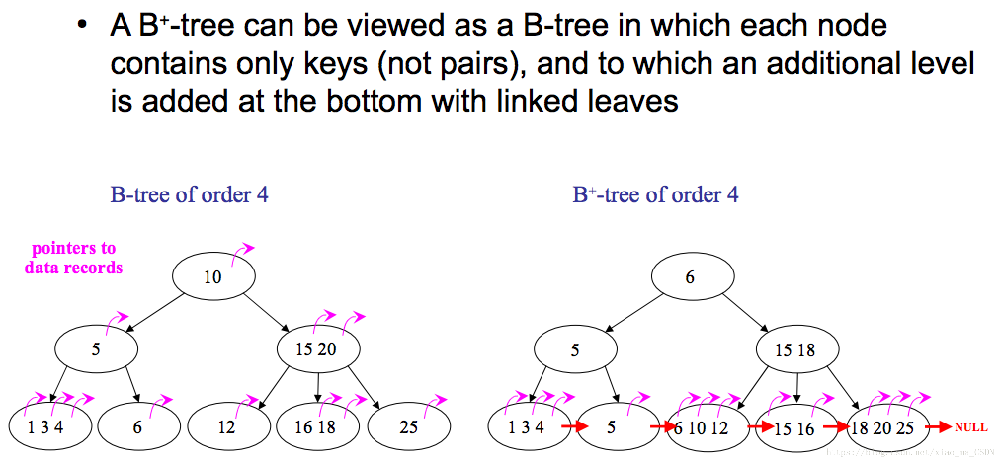 • A B⁺-tree can be viewed as a B-tree in which each node
contains only keys (not pairs), and to which an additional level
is added at the bottom with linked leaves
B-tree of order 4
B⁺-tree of order 4
pointers to
data records
10
6
5
15 20
5
15 18
1 3 4
6
12
16 18
25
1 3 4
5
6 10 12
15 16
18 20 25
NULL
https://blog.csdn.net/xiao_ma_CSDN